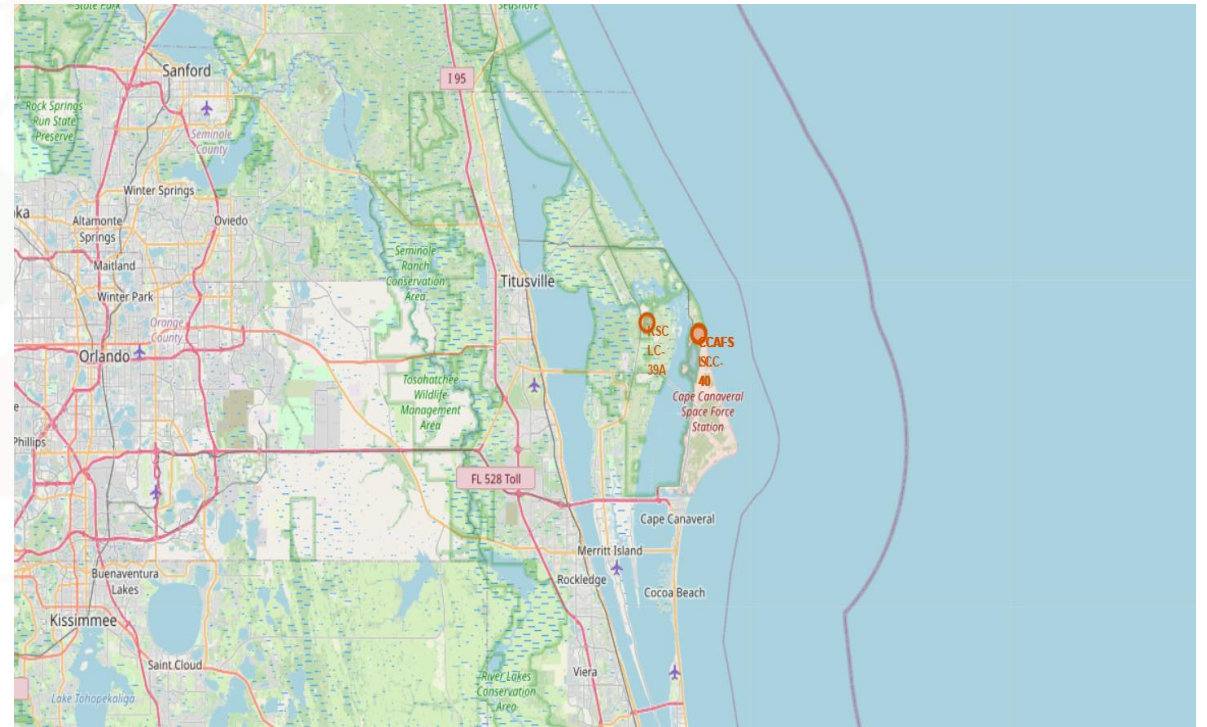 State Park
Seashore
Sanford
I 95
Rock Springs
Run State
Preserve
Seminole
County
Winter Springs
Oviedo
Altamonte
Springs
Maitland
Winter Park
Seminole
Ranch
Conservation
Area
Titusville
Orange
County
Orlando
KSC
LC-
39A
CCAFS
40
Cape Canaveral
Space Force
Station
Tosohatchee
Wildlife
Management
Area
Phillips
FL 528 Toll
Cape Canaveral
Merritt Island
Rockledge
Cocoa Beach
Buenaventura
Lakes
Kissimmee
Saint Cloud
Lake Tohopekaliga
Viera
River Lakes
Conservation
Area